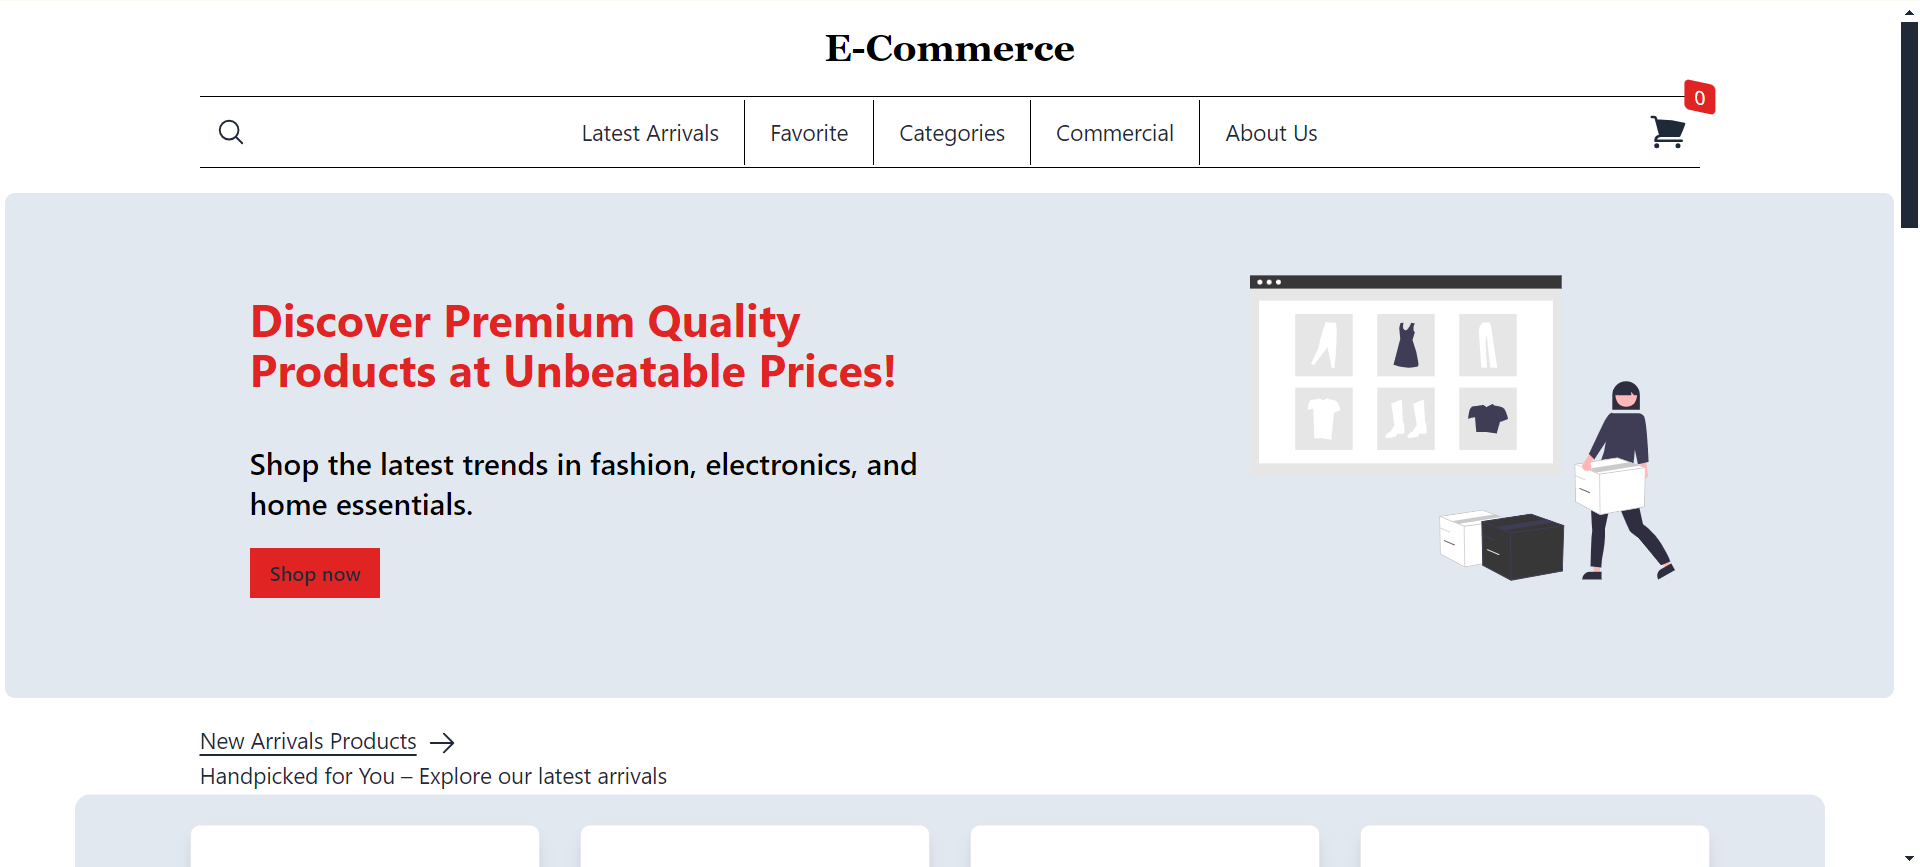 E-Commerce
0
Latest Arrivals
Favorite
Categories
Commercial
About Us
Discover Premium Quality
Products at Unbeatable Prices!
Shop the latest trends in fashion, electronics, and
home essentials.
Shop now
New Arrivals Products
Handpicked for You – Explore our latest arrivals